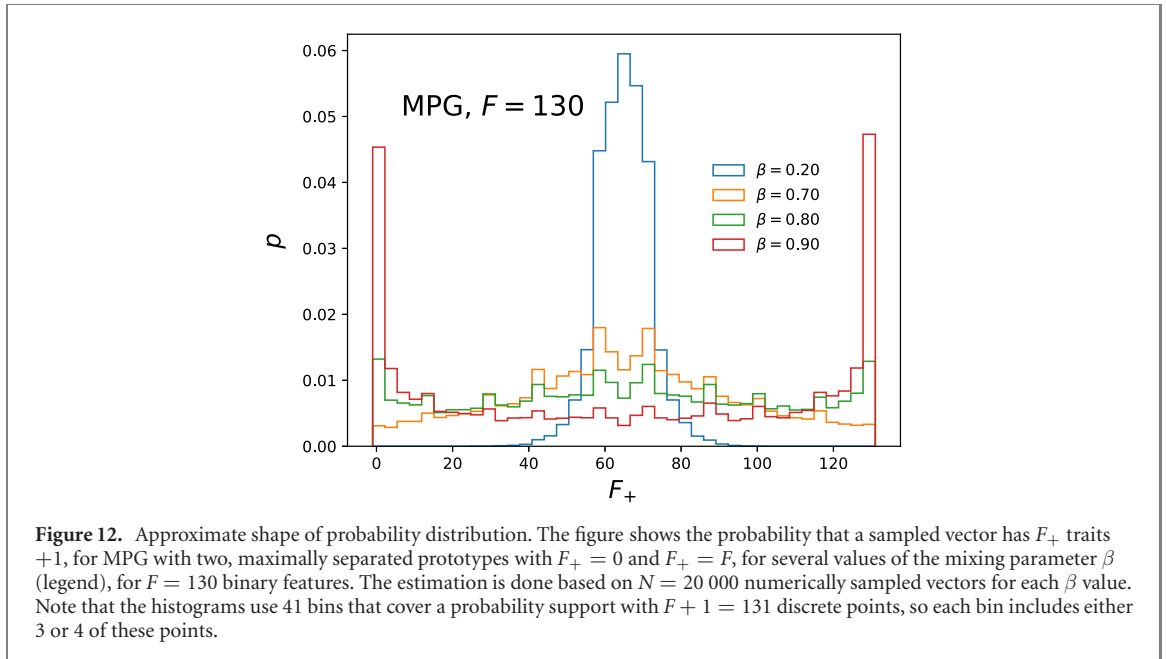 0.06
0.05
0.04
0.03
0.02
0.01
0.00
p
MPG, F = 130
β = 0.20
β = 0.70
β = 0.80
β = 0.90
0 20 40 60 80 100 120
F₊
Figure 12. Approximate shape of probability distribution. The figure shows the probability that a sampled vector has F₊ traits
+1, for MPG with two, maximally separated prototypes with F₊ = 0 and F₊ = F, for several values of the mixing parameter β
(legend), for F = 130 binary features. The estimation is done based on N = 20 000 numerically sampled vectors for each β value.
Note that the histograms use 41 bins that cover a probability support with F + 1 = 131 discrete points, so each bin includes either
3 or 4 of these points.